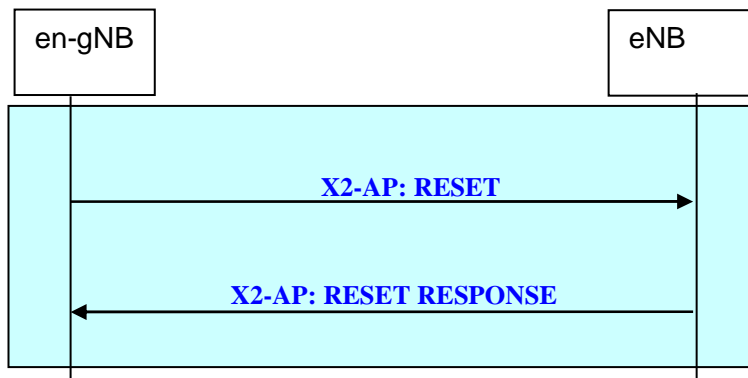 en-gNB
eNB
X2-AP: RESET
X2-AP: RESET RESPONSE